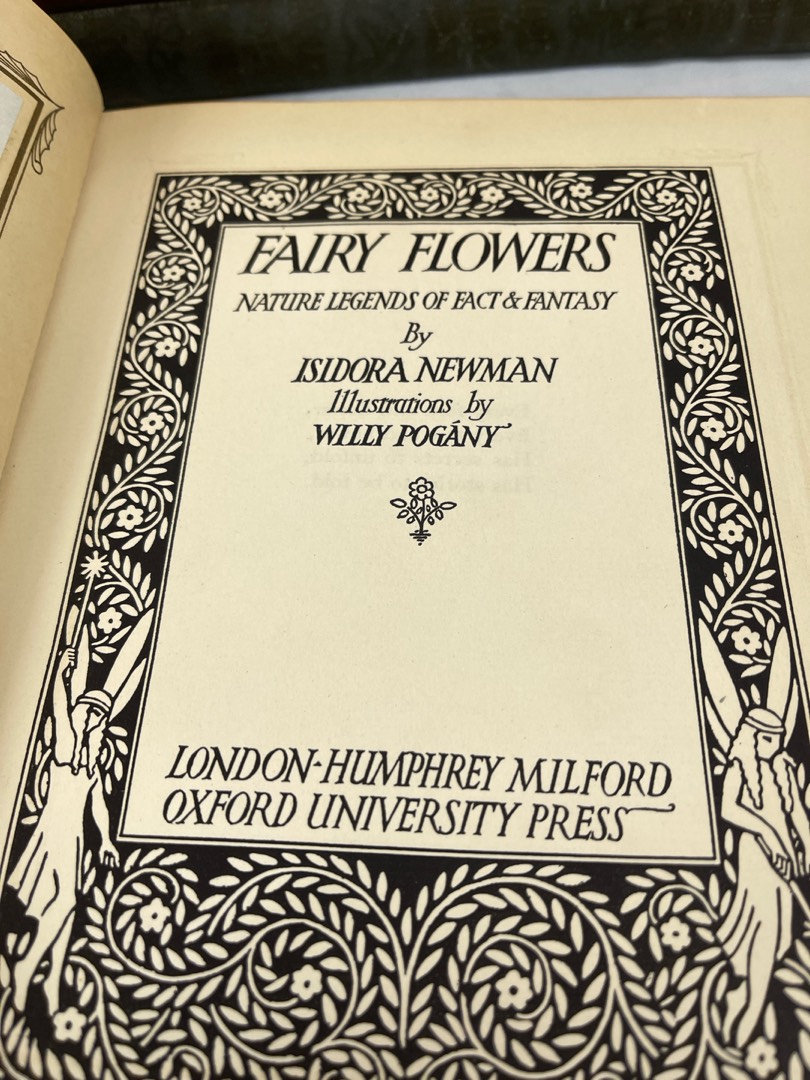 FAIRY FLOWERS
NATURE LEGENDS OF FACT & FANTASY
By
ISIDORA NEWMAN
Illustrations by
WILLY POGÁNY
LONDON-HUMPHREY MILFORD
OXFORD UNIVERSITY PRESS